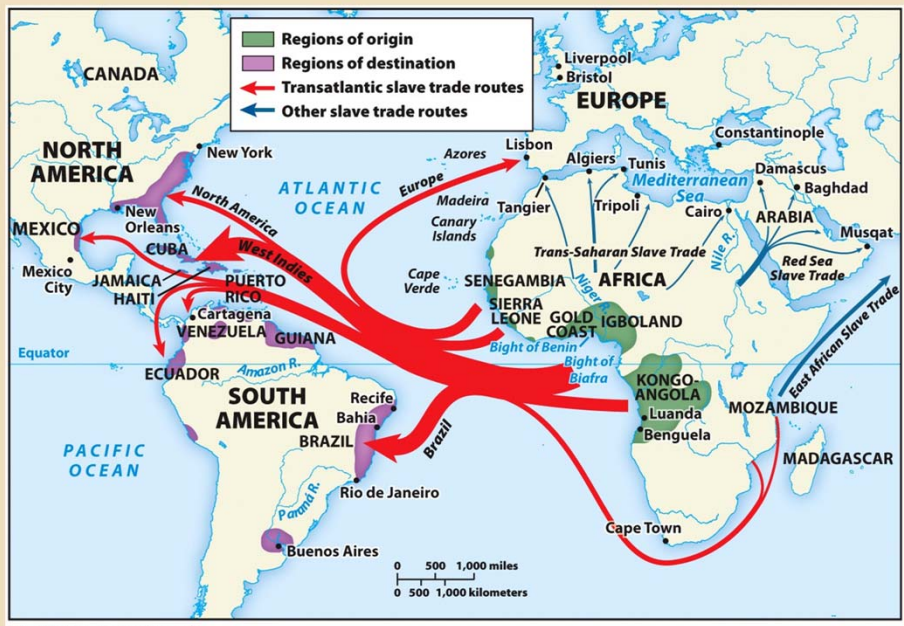 Regions of origin
Regions of destination
Transatlantic slave trade routes
Other slave trade routes
CANADA
NORTH
AMERICA
New York
New
Orleans
MEXICO
Mexico
City
CUBA
JAMAICA
HAITI
PUERTO
RICO
North America
West Indies
ATLANTIC
OCEAN
Europe
Azores
Madeira
Canary
Islands
Cape
Verde
Liverpool
Bristol
EUROPE
Lisbon
Algiers
Tunis
Constantinople
Mediterranean
Sea
Damascus
Baghdad
Tangier
Tripoli
Cairo
ARABIA
Musqat
Nile R.
Red Sea
Slave Trade
Trans-Saharan Slave Trade
AFRICA
SENEGAMBIA
Niger
SIERRA
LEONE
GOLD
COAST
IGBOLAND
Bight of Benin
Bight of
Biafra
East African Slave Trade
Cartagena
VENEZUELA
GUIANA
Equator
ECUADOR
Amazon R.
SOUTH
AMERICA
Recife
Bahia
BRAZIL
Brazil
KONGO-
ANGOLA
Luanda
Benguela
MOZAMBIQUE
MADAGASCAR
PACIFIC
OCEAN
Rio de Janeiro
Paraná R.
Buenos Aires
Cape Town
0 500 1,000 miles
0 500 1,000 kilometers